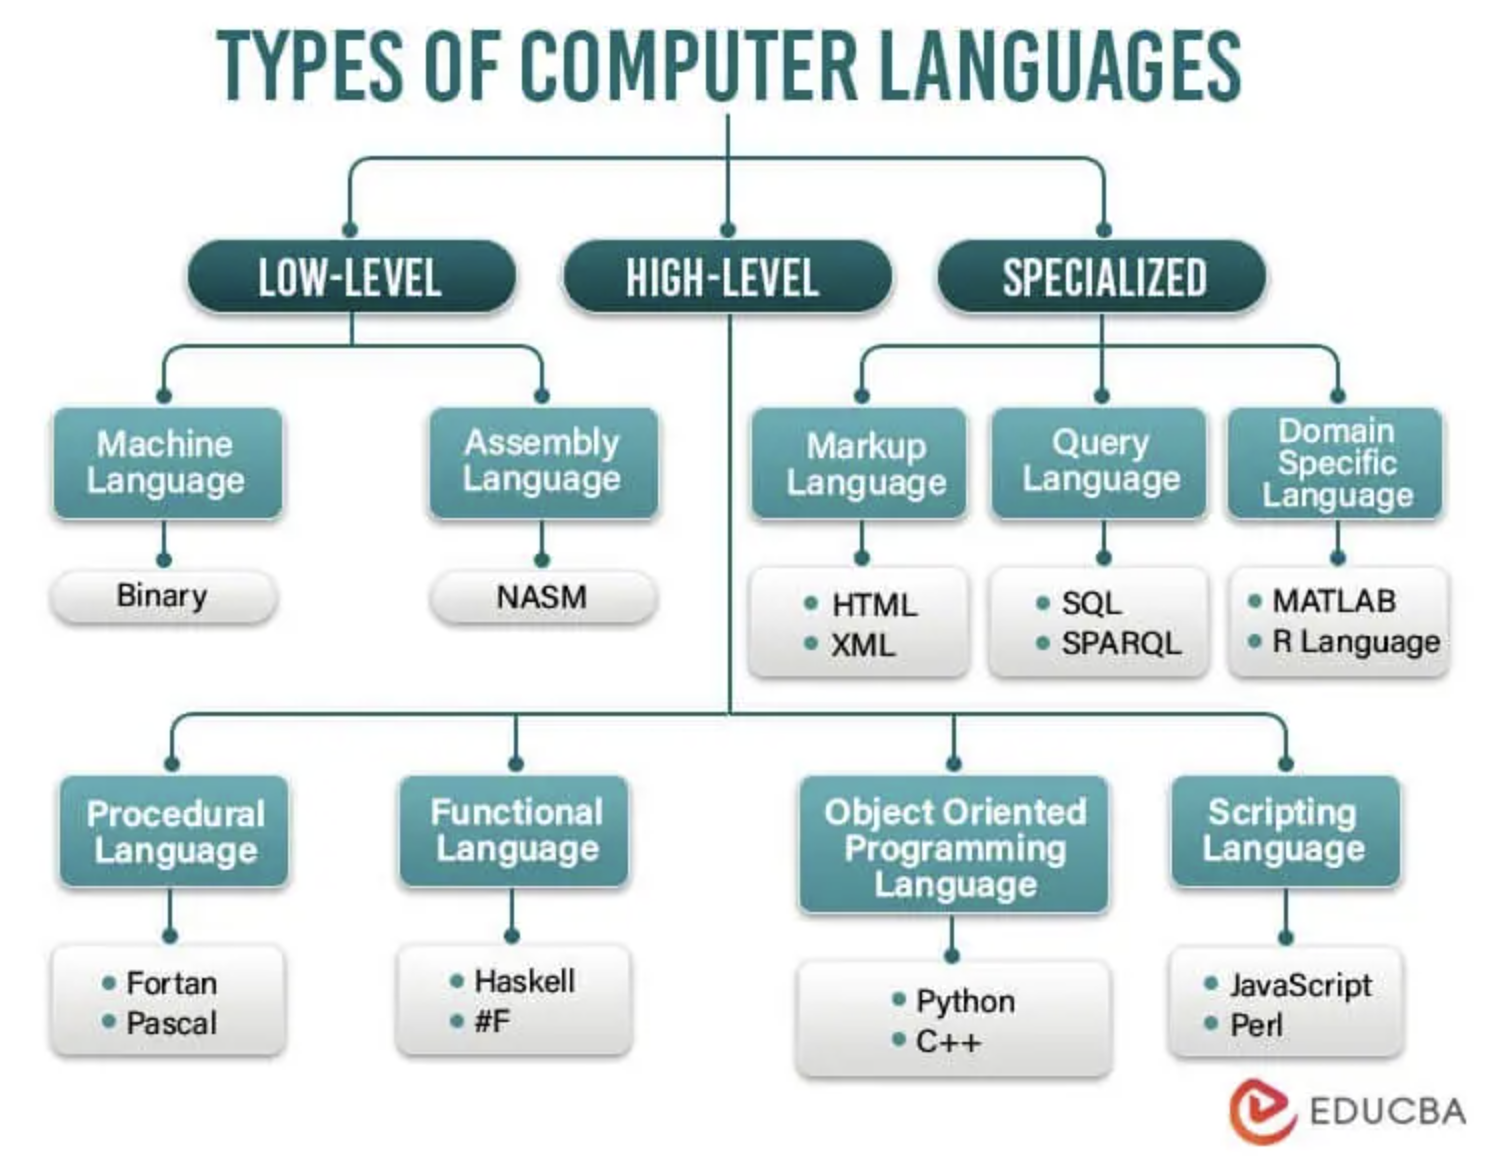 TYPES OF COMPUTER LANGUAGES
LOW-LEVEL
HIGH-LEVEL
SPECIALIZED
Machine
Language
Assembly
Language
Markup
Language
Query
Language
Domain
Specific
Language
Binary
NASM
HTML
XML
SQL
SPARQL
MATLAB
R Language
Procedural
Language
Functional
Language
Object Oriented
Programming
Language
Scripting
Language
Fortan
Pascal
Haskell
#F
Python
C++
JavaScript
Perl
EDUCBA